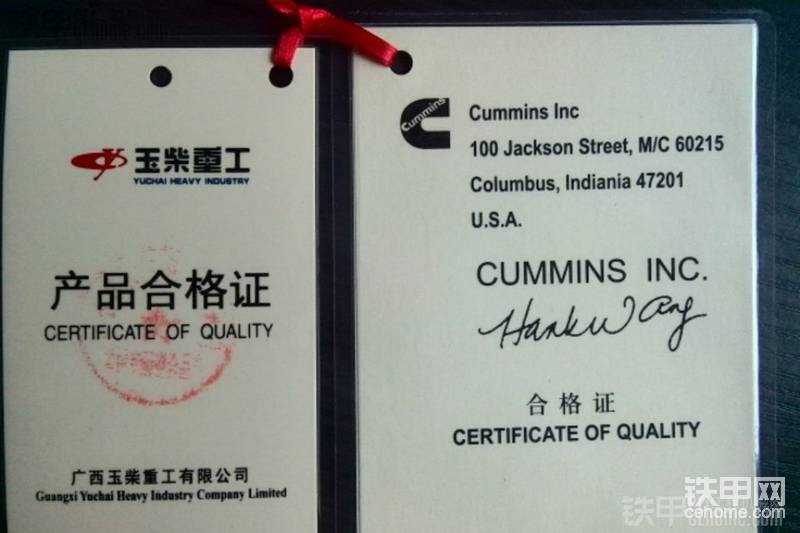 玉柴重工
YUCHAI HEAVY INDUSTRY
产品合格证
CERTIFICATE OF QUALITY
广西玉柴重工有限公司
Guangxi Yuchai Heavy Industry Company Limited
Cummins
Cummins Inc
100 Jackson Street, M/C 60215
Columbus, Indiania 47201
U.S.A.
CUMMINS INC.
Hank W Ang
合格证
CERTIFICATE OF QUALITY
铁甲网
cehome.com